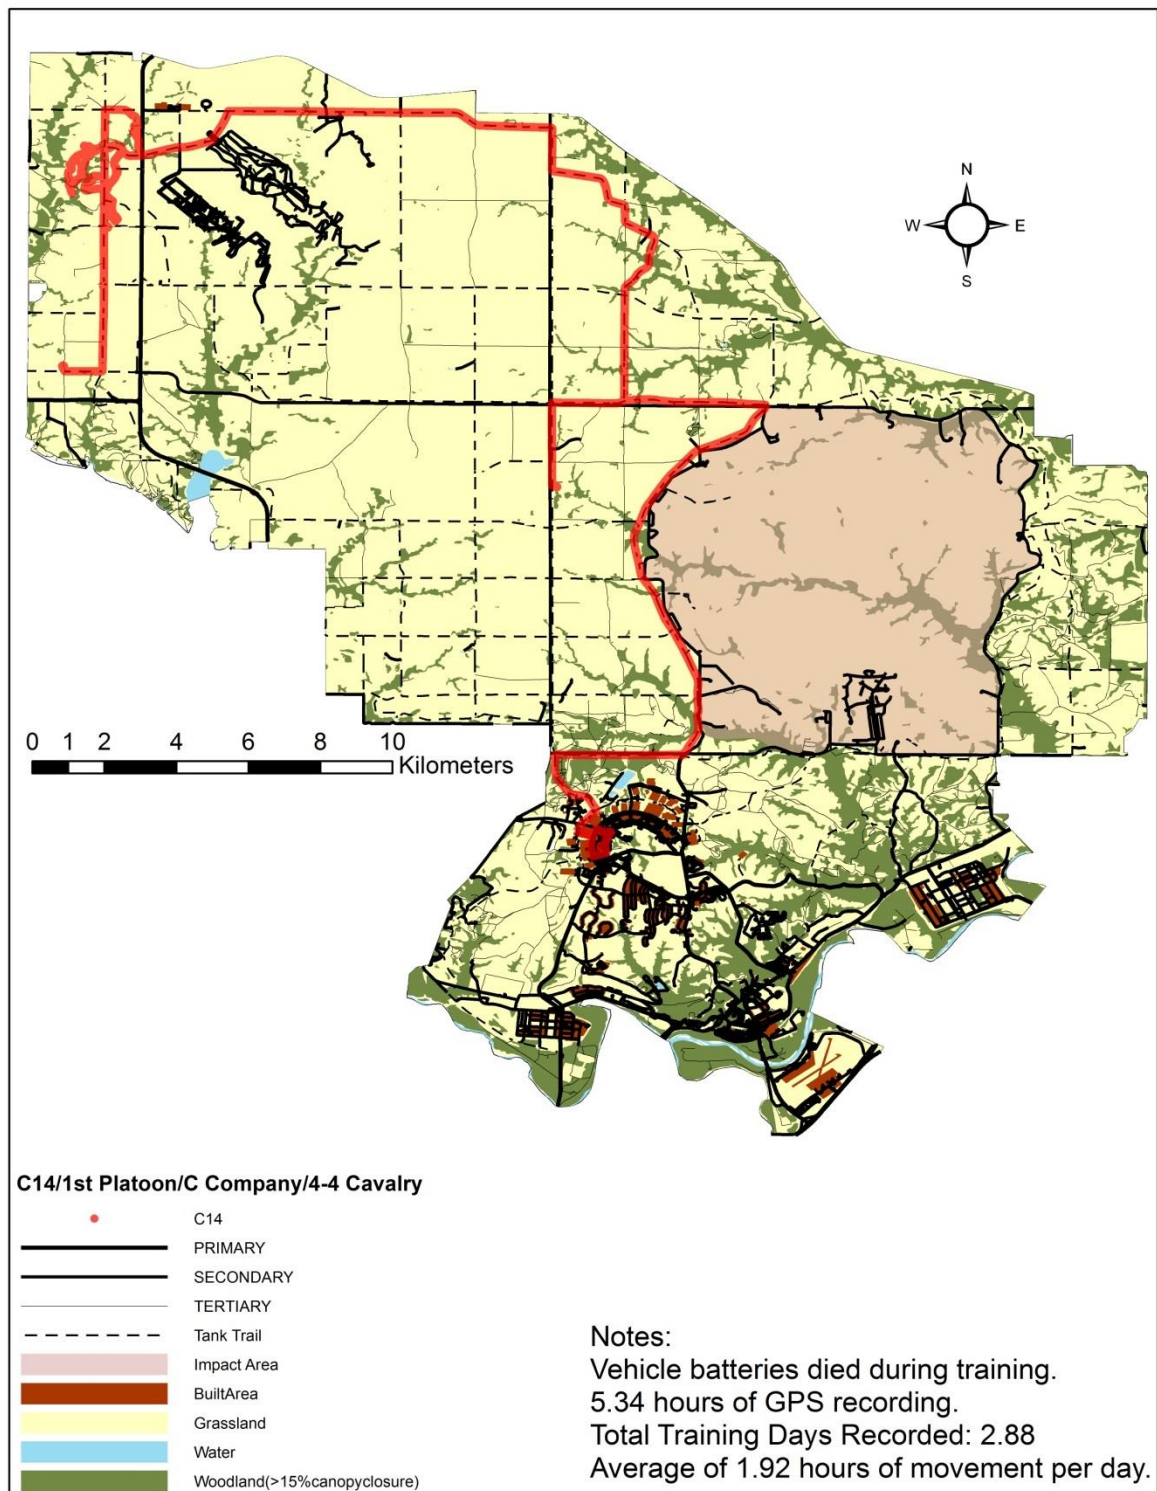 N
W E
S
0 1 2 4 6 8 10
Kilometers
C14/1st Platoon/C Company/4-4 Cavalry
C14
PRIMARY
SECONDARY
TERTIARY
Tank Trail
Impact Area
BuiltArea
Grassland
Water
Woodland(>15%canopyclosure)
Notes:
Vehicle batteries died during training.
5.34 hours of GPS recording.
Total Training Days Recorded: 2.88
Average of 1.92 hours of movement per day.